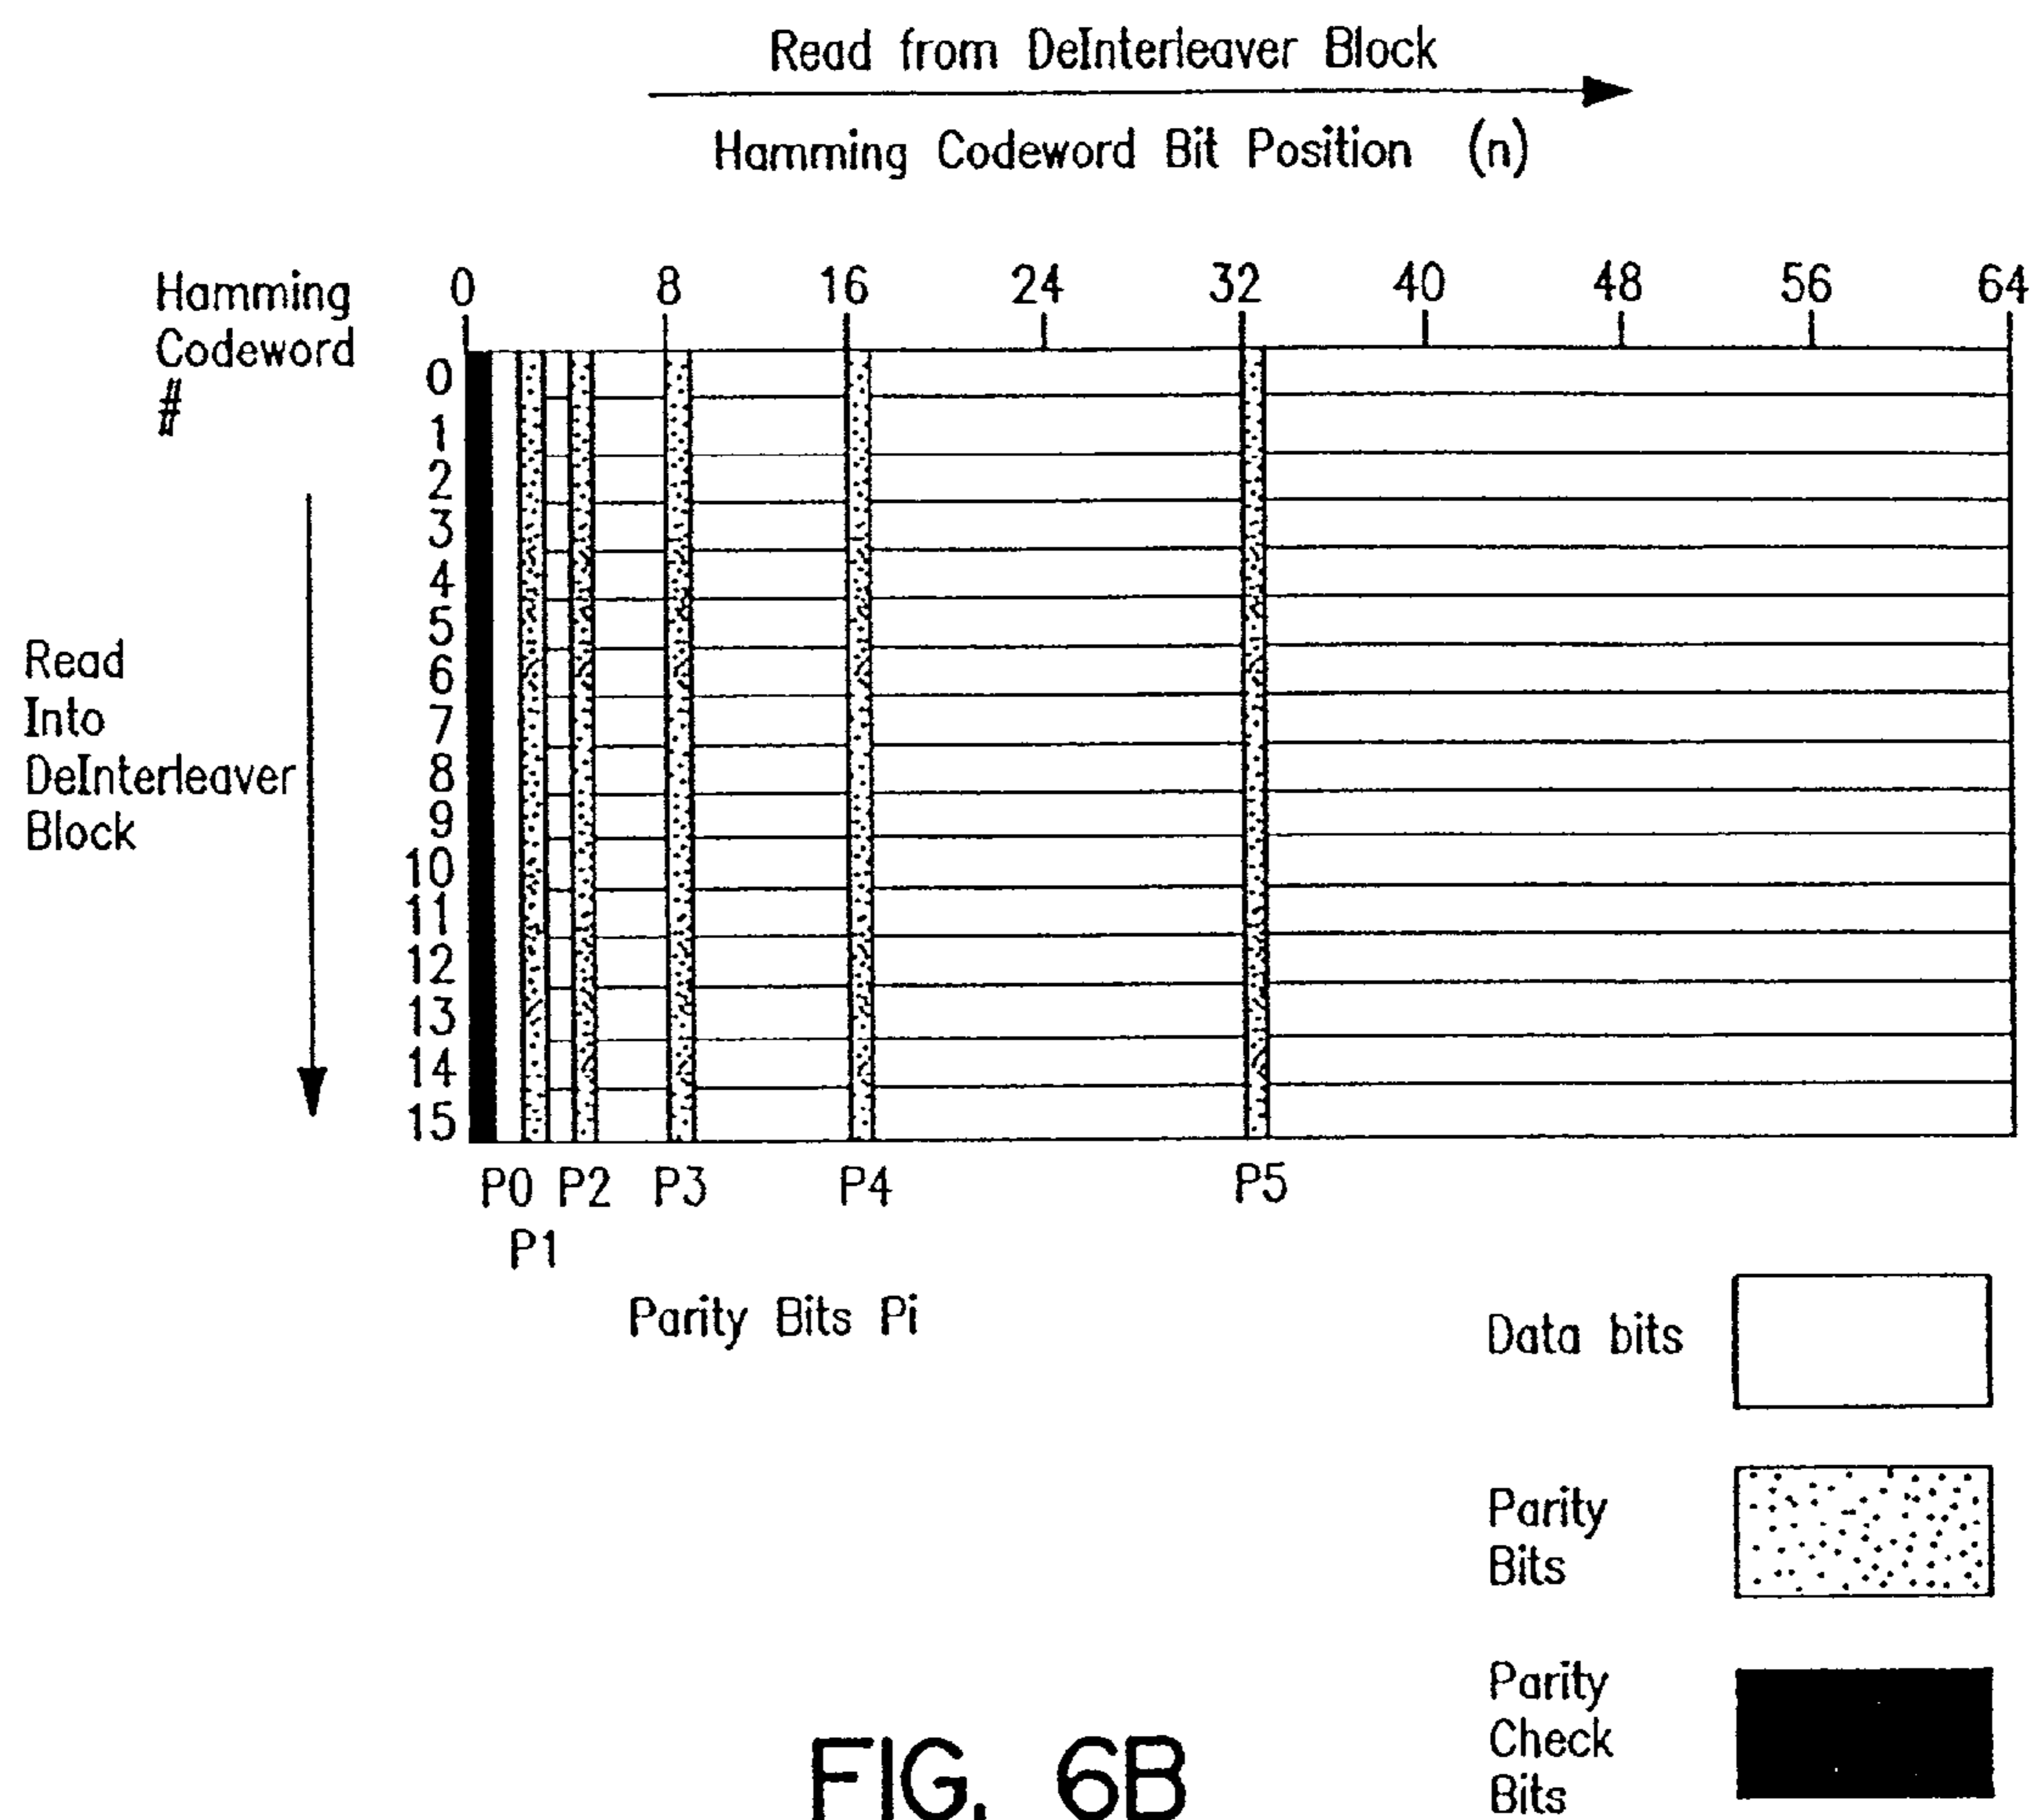 Read from DeInterleaver Block
Hamming Codeword Bit Position (n)
Hamming
Codeword
#
0 8 16 24 32 40 48 56 64
0
1
2
3
4
5
6
7
8
9
10
11
12
13
14
15
Read
Into
DeInterleaver
Block
P0 P2 P3 P4 P5
P1
Parity Bits Pi
Data bits
Parity
Bits
Parity
Check
Bits
FIG. 6B